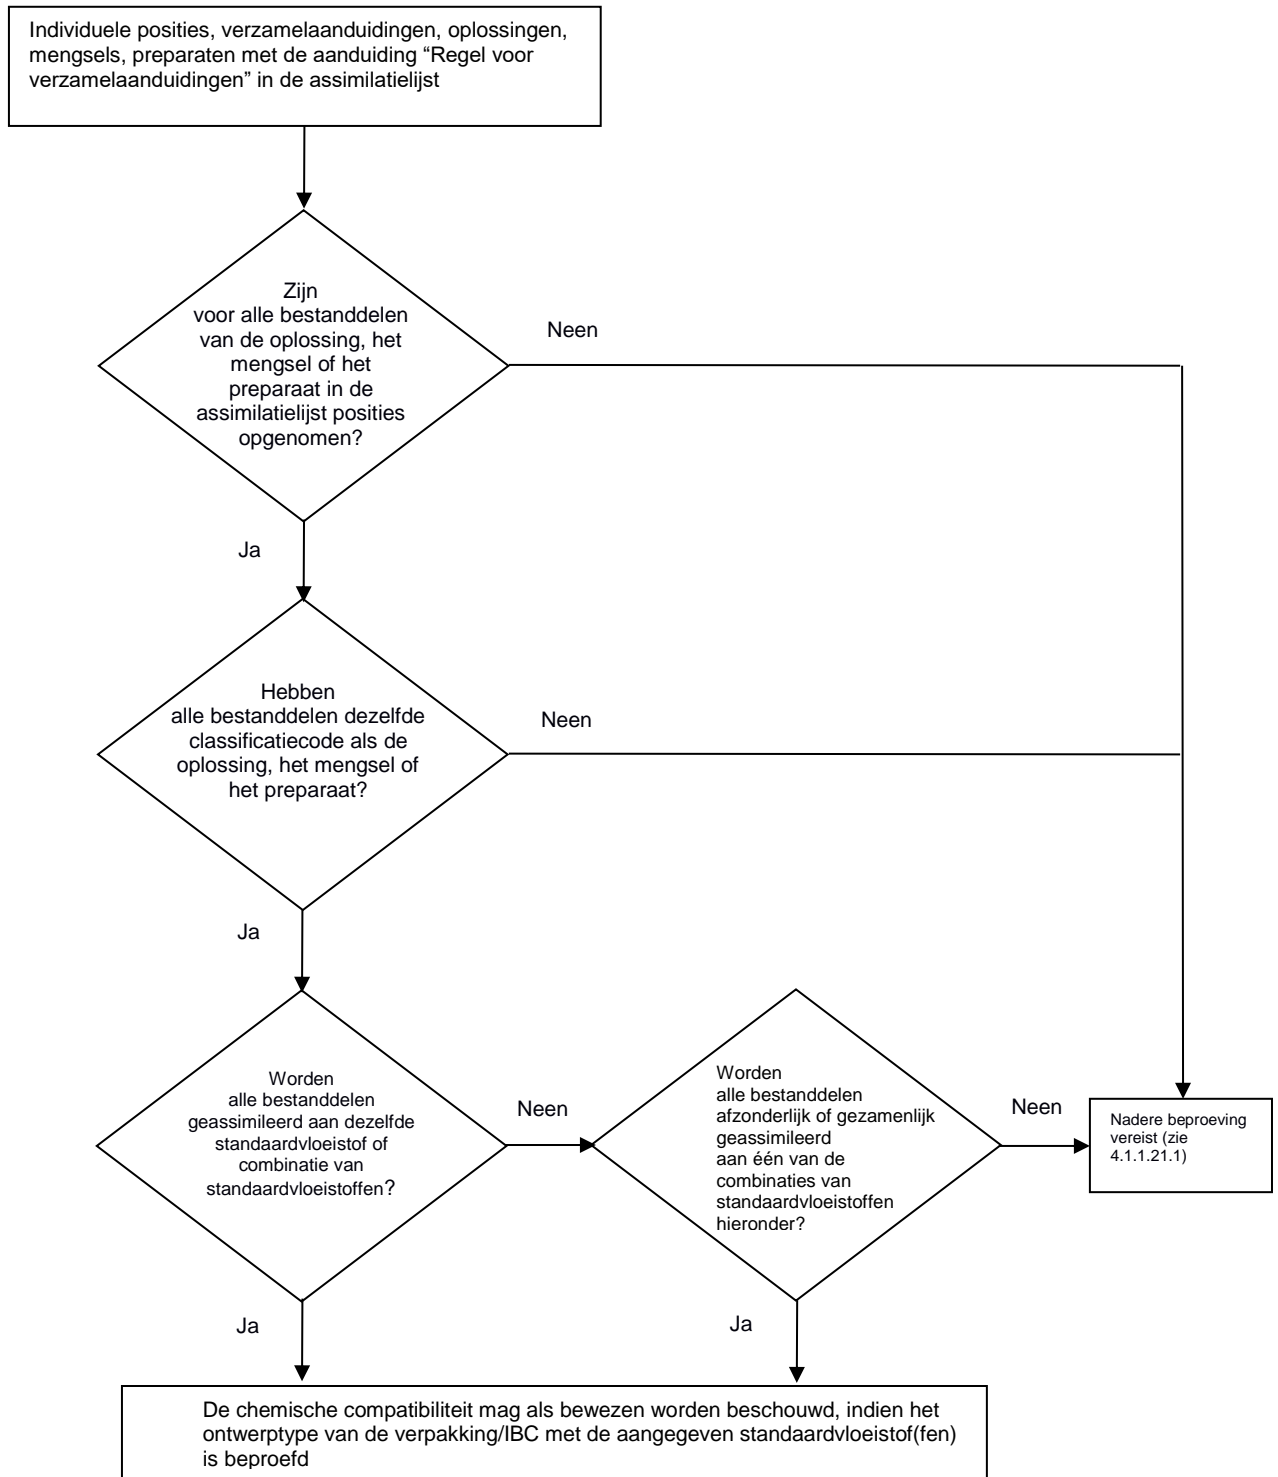 Individuele posities, verzamelaanduidingen, oplossingen,
mengsels, preparaten met de aanduiding “Regel voor
verzamelaanduidingen” in de assimilatielijst
Zijn
voor alle bestanddelen
van de oplossing, het
mengsel of het
preparaat in de
assimilatielijst posities
opgenomen?
Neen
Ja
Hebben
alle bestanddelen dezelfde
classificatiecode als de
oplossing, het mengsel of
het preparaat?
Neen
Ja
Worden
alle bestanddelen
geassimileerd aan dezelfde
standaardvloeistof of
combinatie van
standaardvloeistoffen?
Neen
Worden
alle bestanddelen
afzonderlijk of gezamenlijk
geassimileerd
aan één van de
combinaties van
standaardvloeistoffen
hieronder?
Neen
Nadere beproeving
vereist (zie
4.1.1.21.1)
Ja
Ja
De chemische compatibiliteit mag als bewezen worden beschouwd, indien het
ontwerptype van de verpakking/IBC met de aangegeven standaardvloeistof(fen)
is beproefd